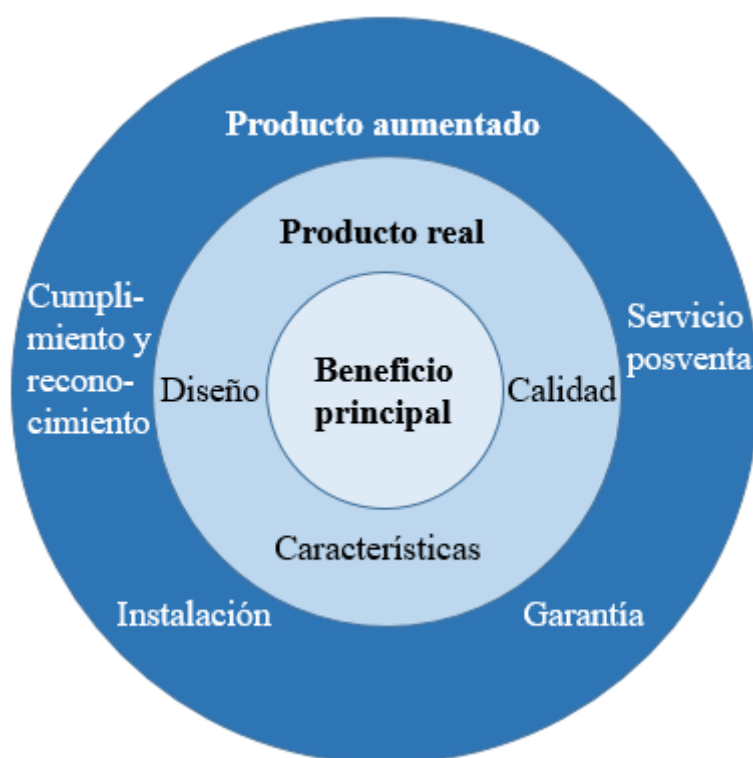 Producto aumentado
Producto real
Cumpli-
miento y
recono-
cimiento
Servicio
posventa
Diseño
Beneficio
principal
Calidad
Características
Instalación
Garantía